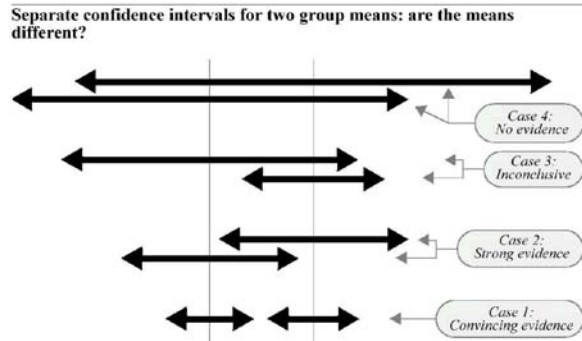 Separate confidence intervals for two group means: are the means
different?
Case 4:
No evidence
Case 3:
Inconclusive
Case 2:
Strong evidence
Case 1:
Convincing evidence